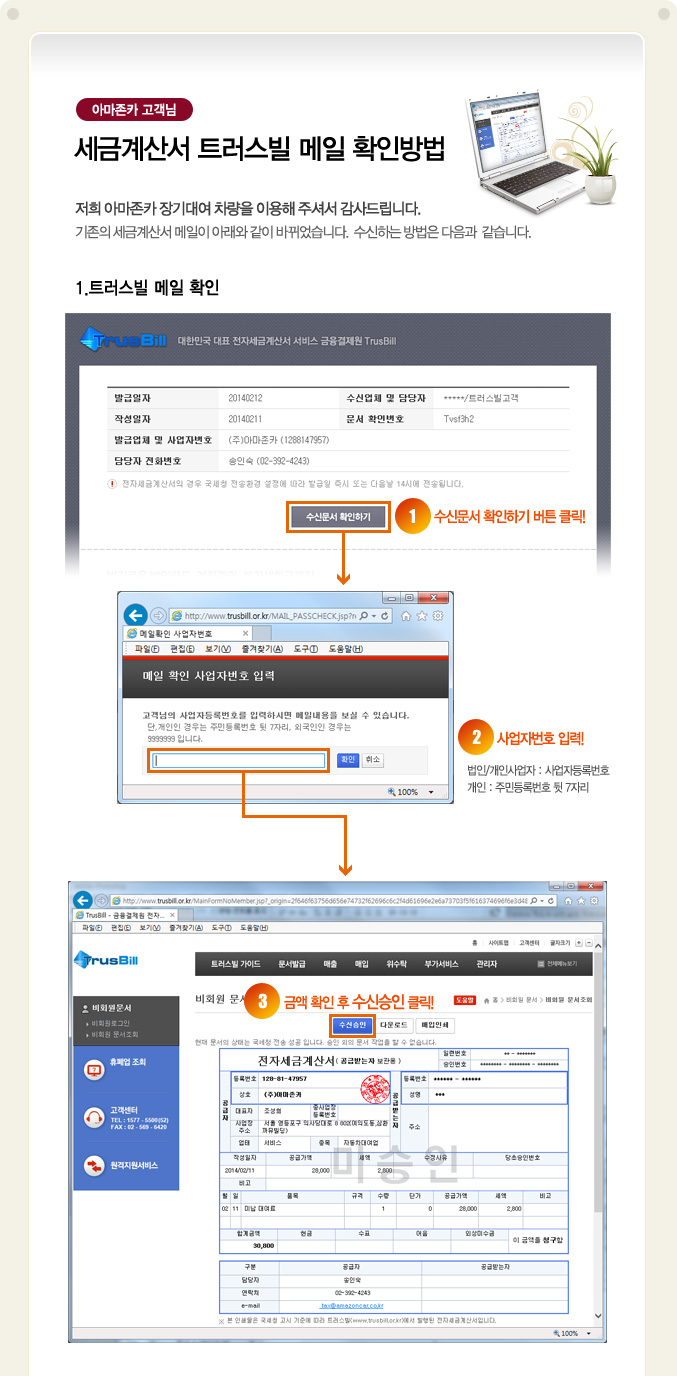 아마존카 고객님
세금계산서 트러스빌 메일 확인방법
저희 아마존카 장기대여 차량을 이용해 주셔서 감사드립니다.
기존의 세금계산서 메일이 아래와 같이 바뀌었습니다. 수신하는 방법은 다음과 같습니다.
1.트러스빌 메일 확인
TrusBill 대한민국 대표 전자세금계산서 서비스 금융결제원 TrusBill
발급일자 20140212 수신업체 및 담당자 *****/트러스빌고객
작성일자 20140211 문서 확인번호 Tvsf3h2
발급업체 및 사업자번호 (주)아마존카 (1288147957)
담당자 전화번호 송인숙 (02-392-4243)
전자세금계산서의 경우 국세청 전송환경 설정에 따라 발급일 즉시 또는 다음날 14시에 전송됩니다.
수신문서 확인하기 1 수신문서 확인하기 버튼 클릭!
http://www.trusbill.or.kr/MAIL_PASSCHECK.jsp?r
메일확인 사업자번호
파일(F) 편집(E) 보기(V) 즐겨찾기(A) 도구(T) 도움말(H)
메일 확인 사업자번호 입력
고객님의 사업자등록번호를 입력하시면 메일내용을 보실 수 있습니다.
단,개인인 경우는 주민등록번호 뒷 7자리, 외국인인 경우는
9999999 입니다.
확인 취소
2 사업자번호 입력!
법인/개인사업자 : 사업자등록번호
개인 : 주민등록번호 뒷 7자리
100%
TrusBill - 금융결제원 전자...
파일(F) 편집(E) 보기(V) 즐겨찾기(A) 도구(T) 도움말(H)
홈 사이트맵 고객센터 글자크기 + -
TrusBill
트러스빌 가이드 문서발급 매출 매입 위수탁 부가서비스 관리자 전체메뉴보기
비회원문서
비회원로그인
비회원 문서조회
휴폐업 조회
고객센터
TEL : 1577 - 5500(52)
FAX : 02 - 569 - 0420
원격지원서비스
비회원 문서 3 금액 확인 후 수신승인 클릭! 도움말 홈 > 비회원 문서 > 비회원 문서조회
수신승인 다운로드 매입인쇄
현재 문서의 상태는 국세청 전송 성공 입니다. 승인 외의 문서 작업을 할 수 없습니다.
전자세금계산서 ( 공급받는자 보관용 ) 일련번호 ** - *******
승인번호 ******** - ******** - ********
공급자 등록번호 128-81-47957 공급받는자 등록번호 ****** - ******
상호 (주)아마존카 성명 ***
대표자 조성희 종사업장 등록번호 주소
사업장 주소
업태 서비스 종목 자동차대여업
작성일자 공급가액 세액 수정사유 당초승인번호
2014/02/11 28,000 2,800
미승인
비고
월 일 품목 규격 수량 단가 공급가액 세액 비고
02 11 미납 대여료 1 0 28,000 2,800
합계금액 현금 수표 어음 외상미수금 이 금액을 청구함
30,800
구분 공급자 공급받는자
담당자 송인숙
연락처 02-392-4243
e-mail tax@amazoncar.co.kr
※ 본 인쇄물은 국세청 고시 기준에 따라 트러스빌(www.trusbill.or.kr)에서 발행된 전자세금계산서입니다.
100%